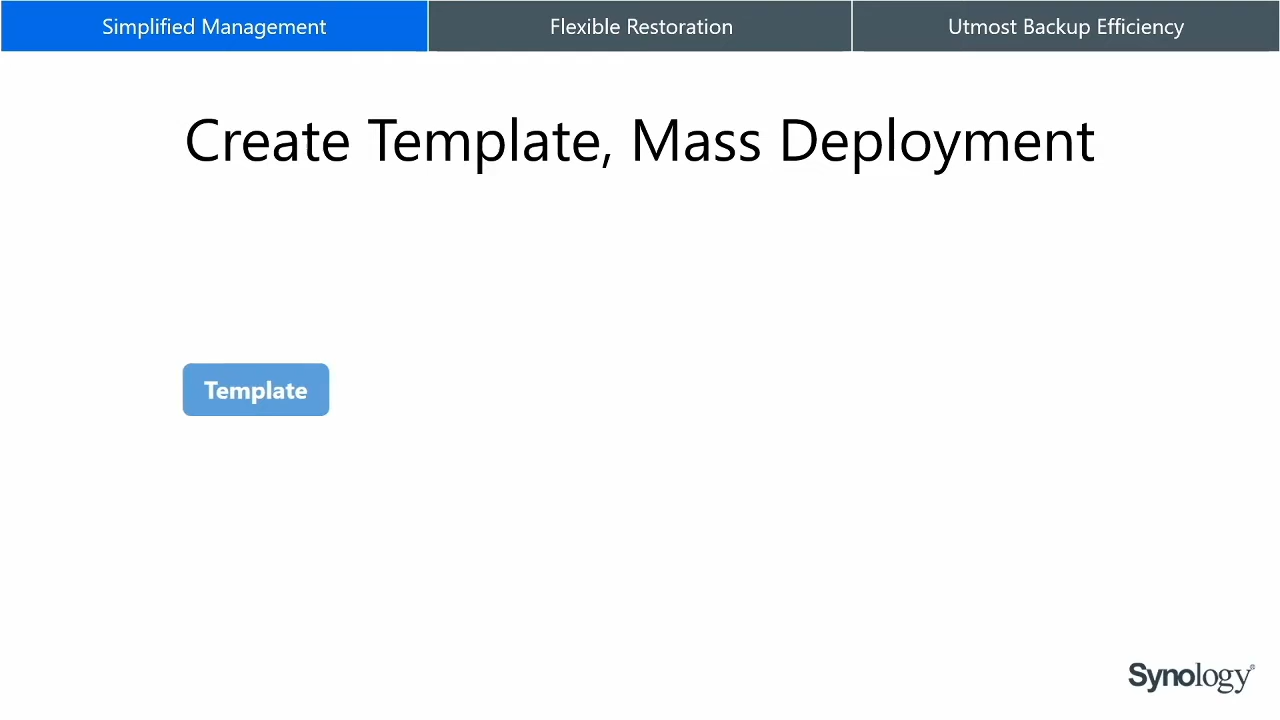 Simplified Management
Flexible Restoration
Utmost Backup Efficiency
Create Template, Mass Deployment
Template
Synology®